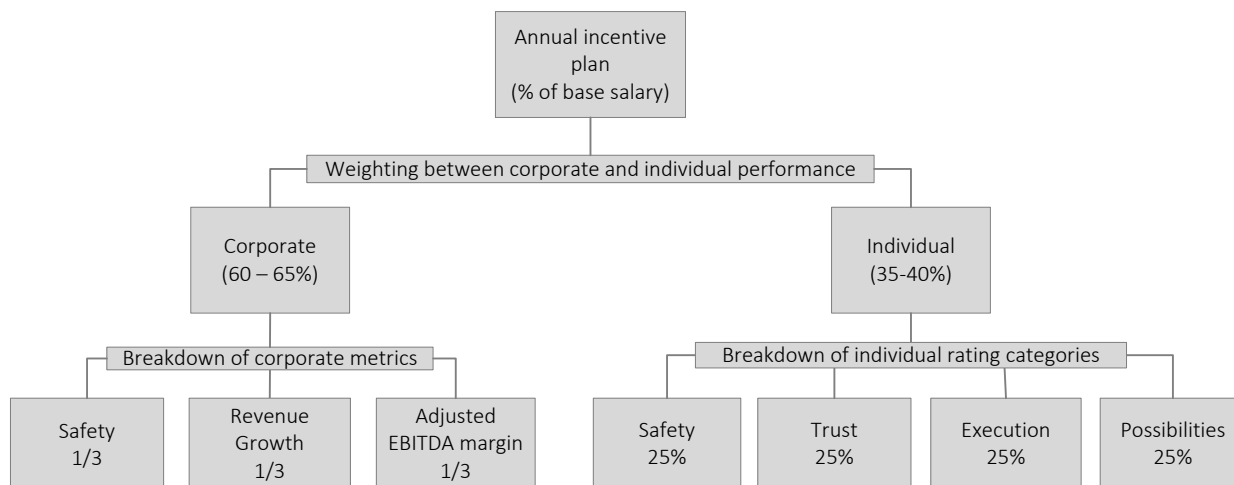 Annual incentive
plan
(% of base salary)
Weighting between corporate and individual performance
Corporate
(60 – 65%)
Individual
(35-40%)
Breakdown of corporate metrics
Breakdown of individual rating categories
Safety
1/3
Revenue
Growth
1/3
Adjusted
EBITDA margin
1/3
Safety
25%
Trust
25%
Execution
25%
Possibilities
25%